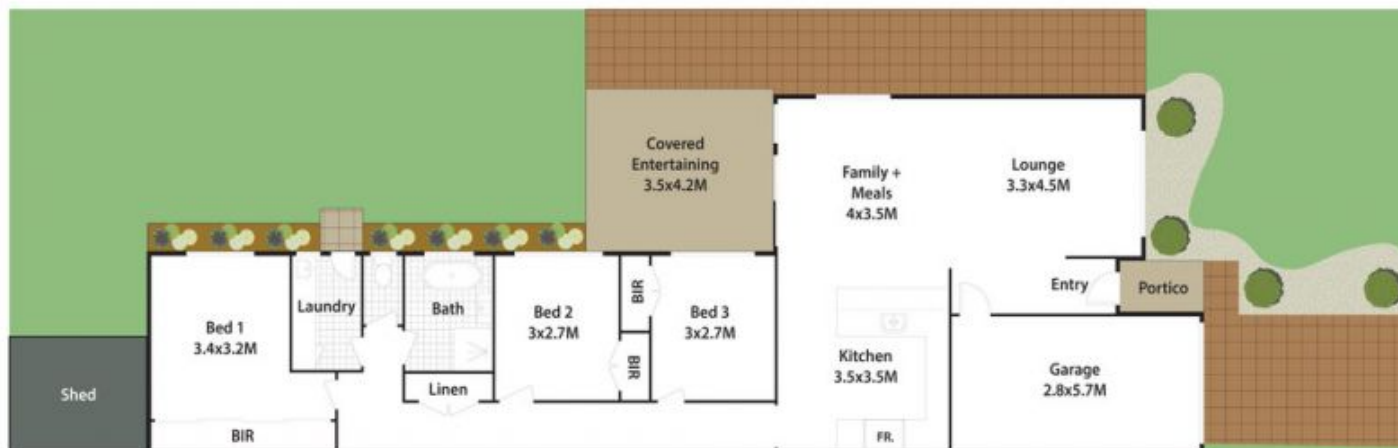 Covered
Entertaining
3.5x4.2M
Family +
Meals
4x3.5M
Lounge
3.3x4.5M
Bed 1
3.4x3.2M
Laundry
Bath
Bed 2
3x2.7M
BIR
BIR
Bed 3
3x2.7M
Entry
Portico
Kitchen
3.5x3.5M
Garage
2.8x5.7M
Shed
Linen
BIR
FR.